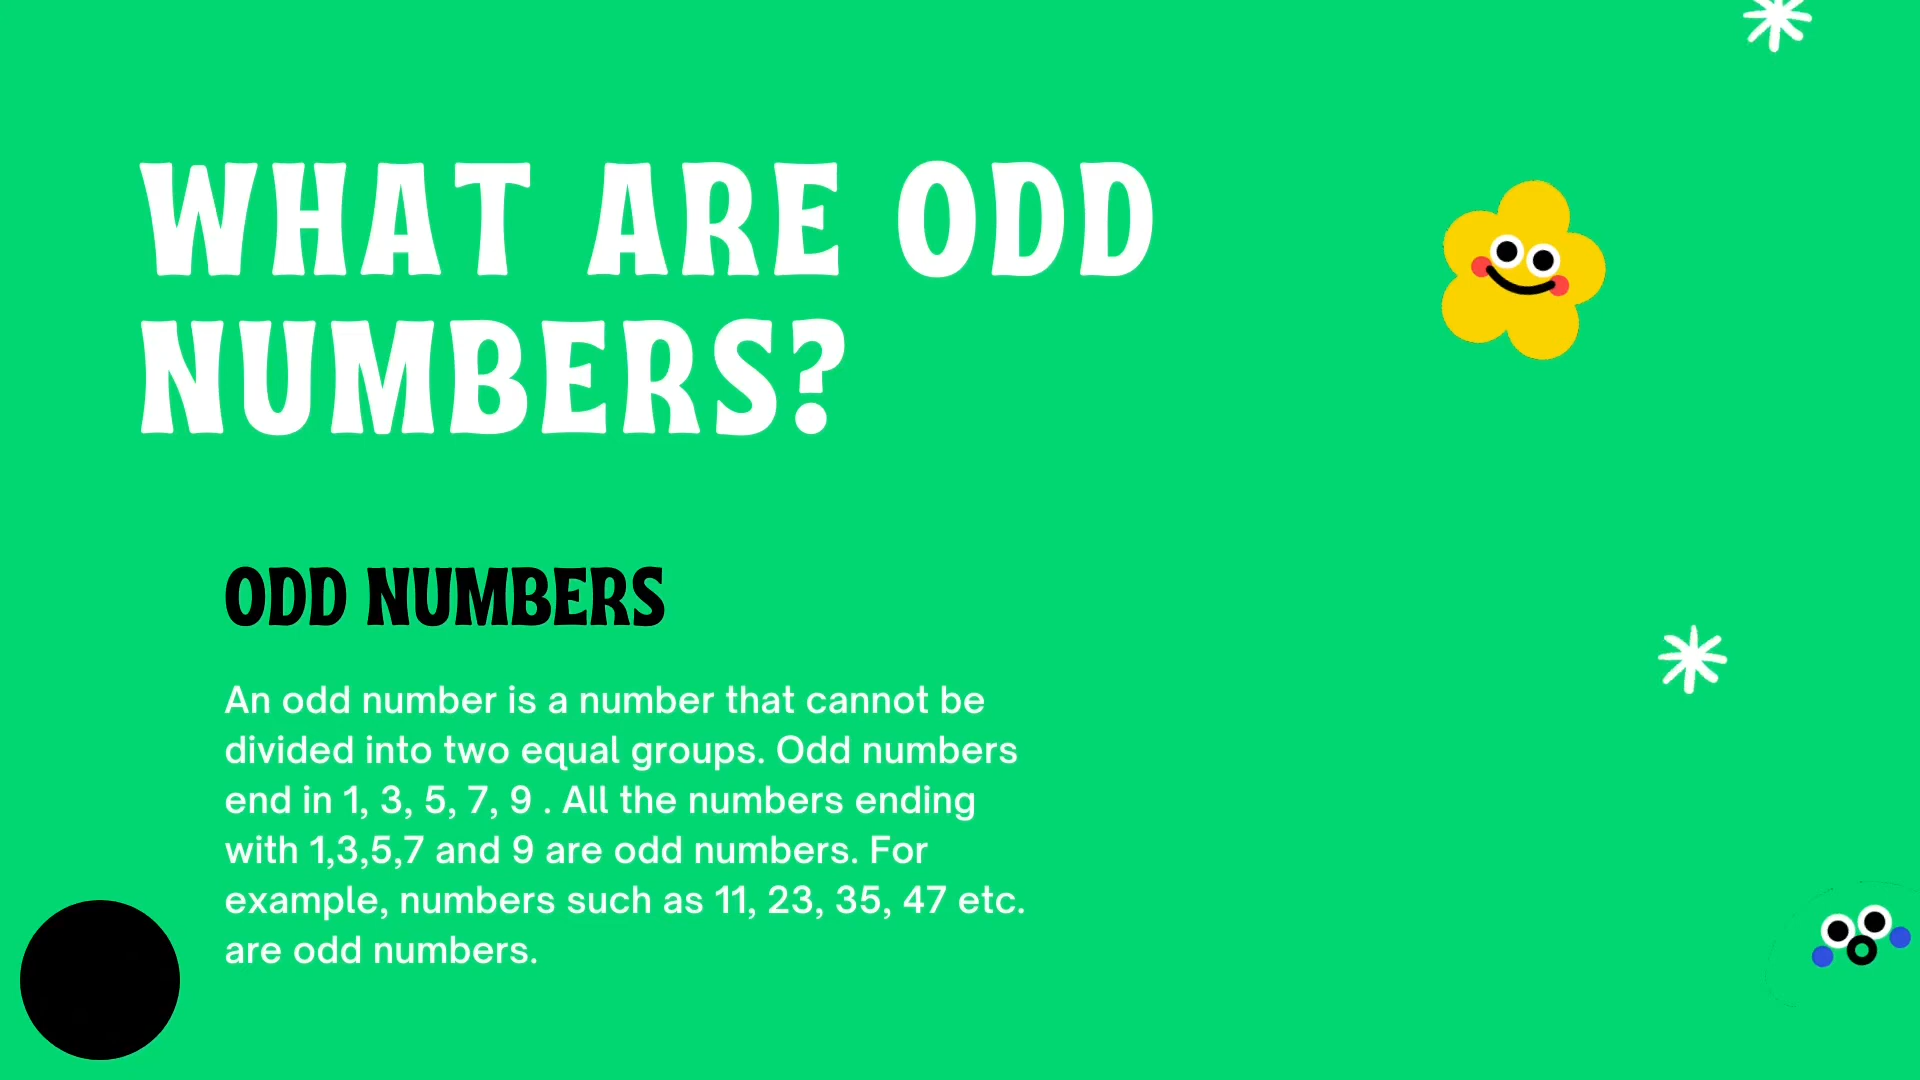 WHAT ARE ODD
NUMBERS?
ODD NUMBERS
An odd number is a number that cannot be
divided into two equal groups. Odd numbers
end in 1, 3, 5, 7, 9 . All the numbers ending
with 1,3,5,7 and 9 are odd numbers. For
example, numbers such as 11, 23, 35, 47 etc.
are odd numbers.